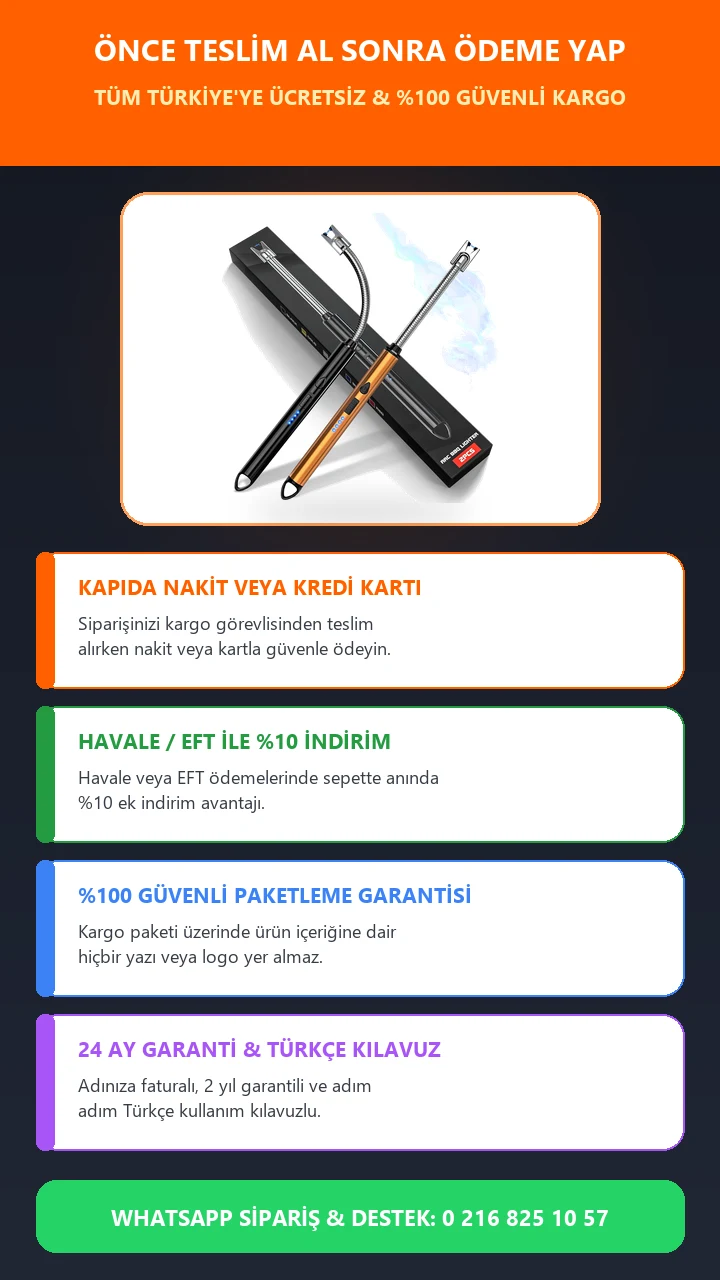 ÖNCE TESLİM AL SONRA ÖDEME YAP
TÜM TÜRKİYE'YE ÜCRETSİZ & %100 GÜVENLİ KARGO
ARC BBQ LIGHTER
2PCS
KAPIDA NAKİT VEYA KREDİ KARTI
Siparişinizi kargo görevlisinden teslim
alırken nakit veya kartla güvenle ödeyin.
HAVALE / EFT İLE %10 İNDİRİM
Havale veya EFT ödemelerinde sepette anında
%10 ek indirim avantajı.
%100 GÜVENLİ PAKETLEME GARANTİSİ
Kargo paketi üzerinde ürün içeriğine dair
hiçbir yazı veya logo yer almaz.
24 AY GARANTİ & TÜRKÇE KILAVUZ
Adınıza faturalı, 2 yıl garantili ve adım
adım Türkçe kullanım kılavuzlu.
WHATSAPP SİPARİŞ & DESTEK: 0 216 825 10 57